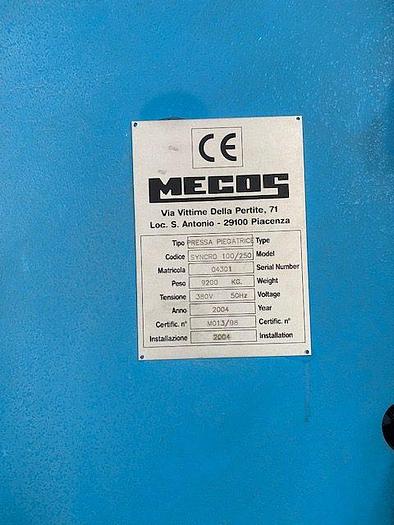 CE
MECOS
Via Vittime Della Pertite, 71
Loc. S. Antonio - 29100 Piacenza
Tipo PRESSA PIEGATRICE Type
Codice SYNCRO 100/250 Model
Matricola 04301 Serial Number
Peso 9200 KG. Weight
Tensione 380V 50Hz Voltage
Anno 2004 Year
Certific. n° M013/98 Certific. n°
Installazione 2004 Installation